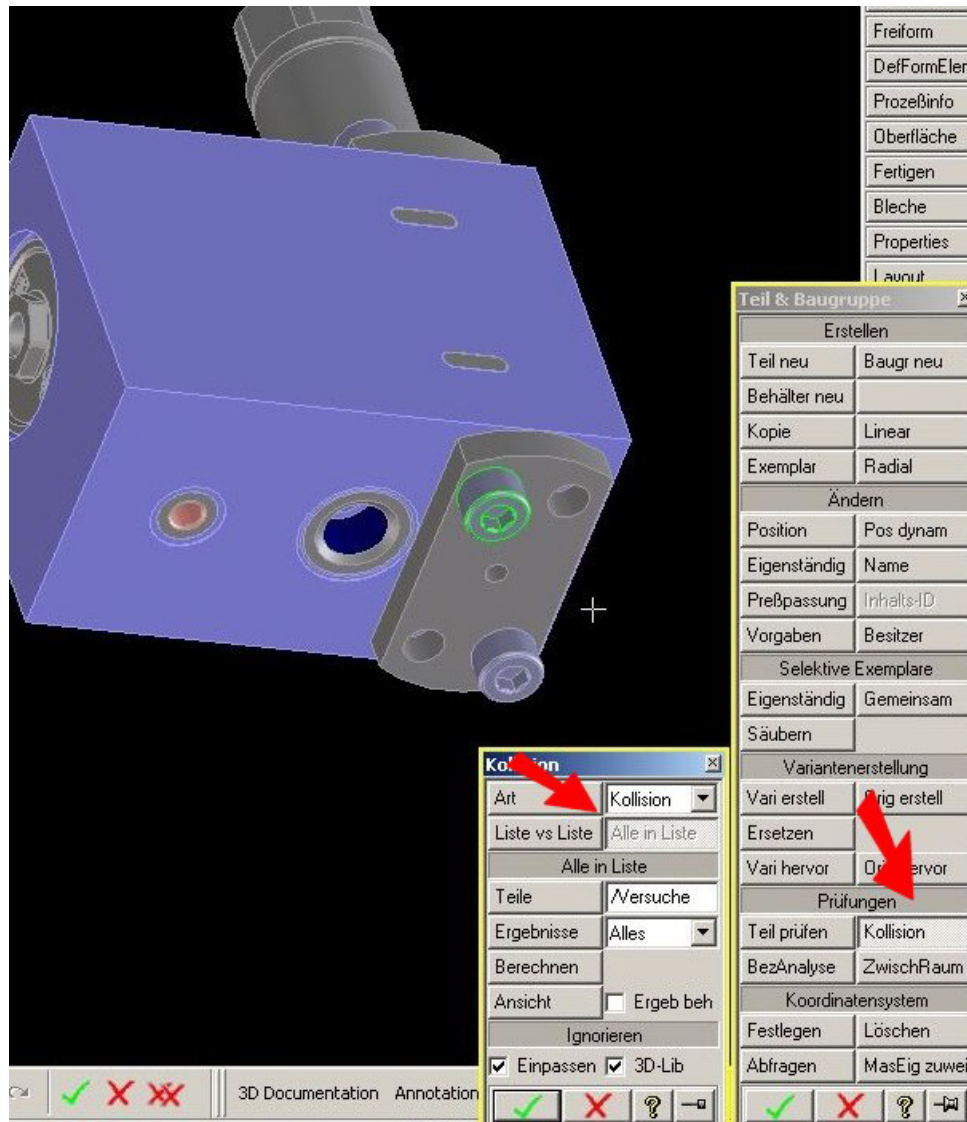 Freiform
DefFormElem
Prozeßinfo
Oberfläche
Fertigen
Bleche
Properties
Layout
Teil & Baugruppe
Erstellen
Teil neu Baugr neu
Behälter neu
Kopie Linear
Exemplar Radial
Ändern
Position Pos dynam
Eigenständig Name
Preßpassung Inhalts-ID
Vorgaben Besitzer
Selektive Exemplare
Eigenständig Gemeinsam
Säubern
Variantenerstellung
Vari erstell Orig erstell
Ersetzen
Vari hervor Orig hervor
Prüfungen
Teil prüfen Kollision
BezAnalyse ZwischRaum
Koordinatensystem
Festlegen Löschen
Abfragen MasEig zuwei
Kollision
Art Kollision
Liste vs Liste Alle in Liste
Alle in Liste
Teile /Versuche
Ergebnisse Alles
Berechnen
Ansicht Ergeb beh
Ignorieren
Einpassen 3D-Lib
3D Documentation Annotation